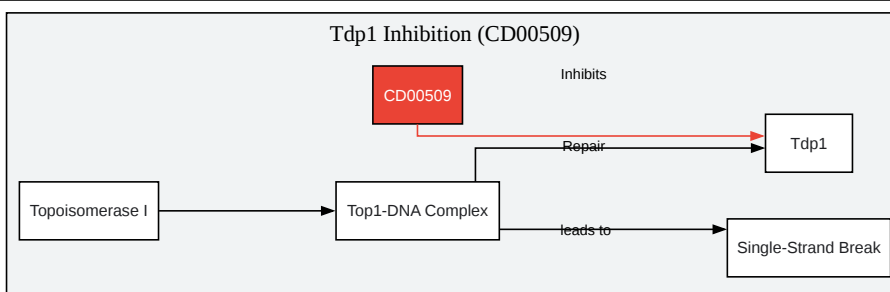 Tdp1 Inhibition (CD00509)
Inhibits
CD00509
Tdp1
Repair
Topoisomerase I
Top1-DNA Complex
leads to
Single-Strand Break